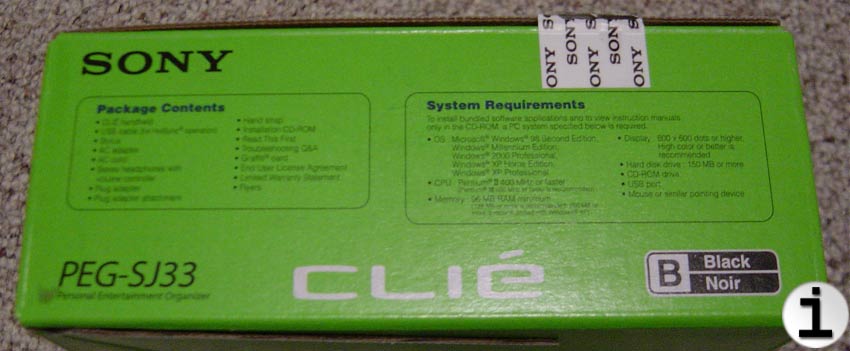 SONY
ONY SONY SONY SONY
Package Contents
• CLIE handheld
• USB cable (for HotSync® operation)
• Stylus
• AC adapter
• AC cord
• Stereo headphones with
volume controller
• Plug adapter
• Plug adapter attachment
• Hand strap
• Installation CD-ROM
• Read This First
• Troubleshooting Q&A
• Graffiti® card
• End User License Agreement
• Limited Warranty Statement
• Flyers
System Requirements
To install bundled software applications and to view instruction manuals
only in the CD-ROM, a PC system specified below is required.
• OS : Microsoft® Windows® 98 Second Edition,
Windows® Millennium Edition,
Windows® 2000 Professional,
Windows® XP Home Edition,
Windows® XP Professional
• CPU : Pentium® II 400 MHz or faster
• Memory : 96 MB RAM minimum
• Display : 800 x 600 dots or higher,
High color or better is
recommended
• Hard disk drive : 150 MB or more
• CD-ROM drive
• USB port
• Mouse or similar pointing device
PEG-SJ33
Personal Entertainment Organizer
CLIÉ
B
Black
Noir
i